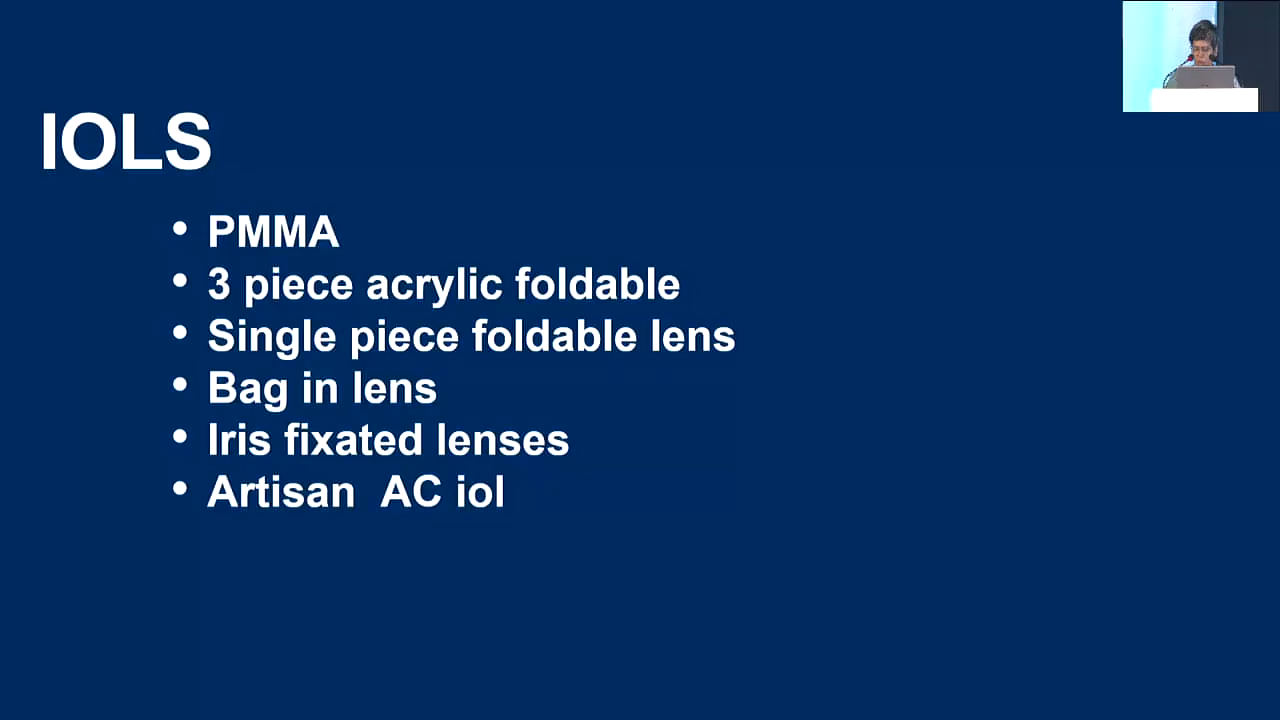 IOLS
• PMMA
• 3 piece acrylic foldable
• Single piece foldable lens
• Bag in lens
• Iris fixated lenses
• Artisan  AC iol